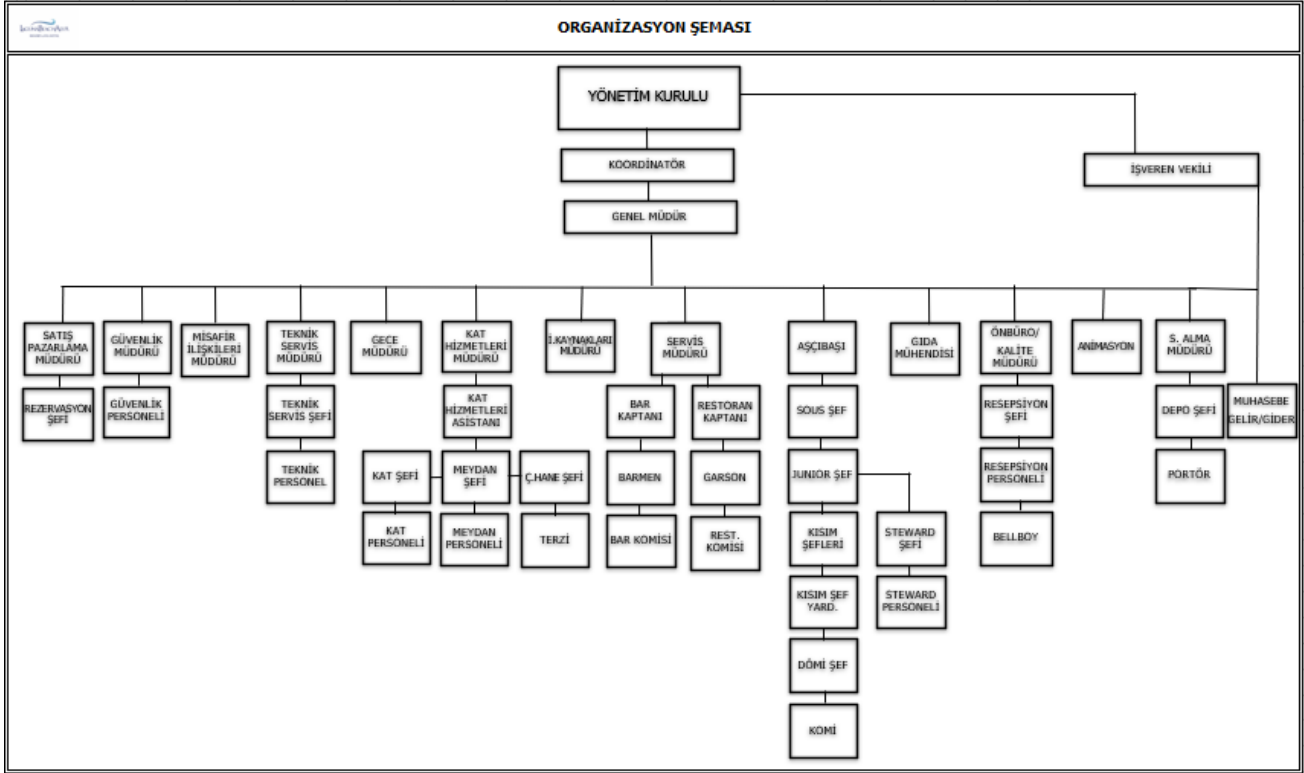 ORGANİZASYON ŞEMASI
YÖNETİM KURULU
KOORDİNATÖR
İŞVEREN VEKİLİ
GENEL MÜDÜR
SATIŞ
PAZARLAMA
MÜDÜRÜ
GÜVENLİK
MÜDÜRÜ
MİSAFİR
İLİŞKİLERİ
MÜDÜRÜ
TEKNİK
SERVİS
MÜDÜRÜ
GECE
MÜDÜRÜ
KAT
HİZMETLERİ
MÜDÜRÜ
İ.KAYNAKLARI
MÜDÜRÜ
SERVİS
MÜDÜRÜ
AŞÇIBAŞI
GIDA
MÜHENDİSİ
ÖNBÜRO/
KALİTE
MÜDÜRÜ
ANİMASYON
S. ALMA
MÜDÜRÜ
REZERVASYON
ŞEFİ
GÜVENLİK
PERSONELİ
TEKNİK
SERVİS ŞEFİ
KAT
HİZMETLERİ
ASİSTANI
BAR
KAPTANI
RESTORAN
KAPTANI
SOUS ŞEF
RESEPSİYON
ŞEFİ
DEPO ŞEFİ
MUHASEBE
GELİR/GİDER
TEKNİK
PERSONEL
KAT ŞEFİ
MEYDAN
ŞEFİ
Ç.HANE ŞEFİ
BARMEN
GARSON
JUNIOR ŞEF
RESEPSİYON
PERSONELİ
PORTÖR
KAT
PERSONELİ
MEYDAN
PERSONELİ
TERZİ
BAR KOMİSİ
REST.
KOMİSİ
KISIM
ŞEFLERİ
STEWARD
ŞEFİ
BELLBOY
KISIM ŞEF
YARD.
STEWARD
PERSONELİ
DÖMİ ŞEF
KOMİ